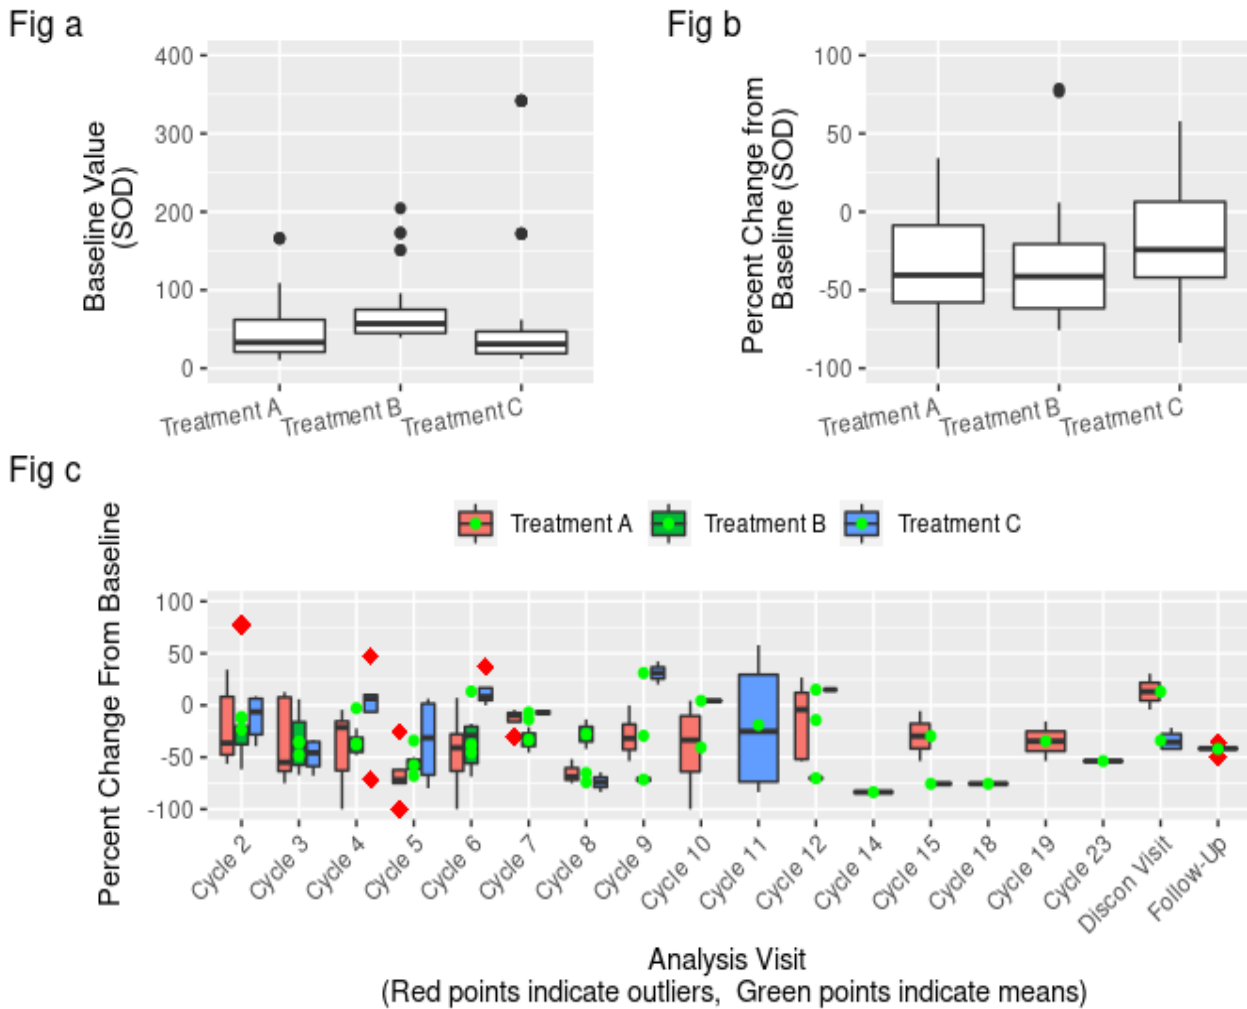 Fig a
Baseline Value
(SOD)
400
300
200
100
0
Treatment A
Treatment B
Treatment C
Fig b
Percent Change from
Baseline (SOD)
100
50
0
-50
-100
Treatment A
Treatment B
Treatment C
Fig c
Treatment A
Treatment B
Treatment C
Percent Change From Baseline
100
50
0
-50
-100
Cycle 2
Cycle 3
Cycle 4
Cycle 5
Cycle 6
Cycle 7
Cycle 8
Cycle 9
Cycle 10
Cycle 11
Cycle 12
Cycle 14
Cycle 15
Cycle 18
Cycle 19
Cycle 23
Discon Visit
Follow-Up
Analysis Visit
(Red points indicate outliers,  Green points indicate means)